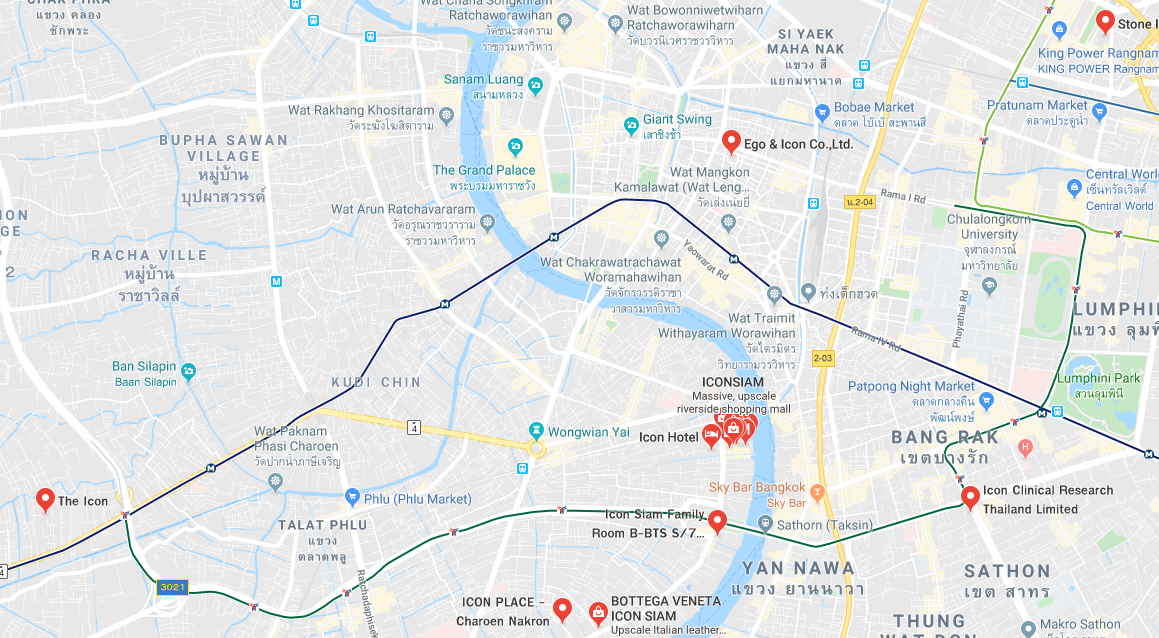 CHAK PHRA
แขวง คลอง
ชักพระ
Wat Chana Songkhram
Ratchaworawihan
วัดชนะสงคราม
ราชวรมหาวิหาร
Wat Bowonniwetwiharn
Ratchaworawiharn
วัดบวรนิเวศราชวรวิหาร
SI YAEK
MAHA NAK
แขวง สี่
แยกมหานาค
Stone I
King Power Rangnam
KING POWER Rangnam
Sanam Luang
สนามหลวง
Wat Rakhang Khositaram
วัดระฆังโฆสิตาราม
Giant Swing
เสาชิงช้า
Bobae Market
ตลาด โบ๊เบ๊ สะพานสี่
Pratunam Market
ตลาดประตูน้ำ
BUPHA SAWAN
VILLAGE
หมู่บ้าน
บุปผาสวรรค์
The Grand Palace
พระบรมมหาราชวัง
Ego & Icon Co.,Ltd.
Wat Mangkon
Kamalawat (Wat Leng...
วัดเล่งเน่ยยี่
Central World
เซ็นทรัลเวิลด์
Central World
Rama I Rd
น.2-04
Wat Arun Ratchavararam
วัดอรุณราชวราราม
ราชวรมหาวิหาร
Chulalongkorn
University
จุฬาลงกรณ์
มหาวิทยาลัย
ION
GE
2
RACHA VILLE
หมู่บ้าน
ราชาวิลล์
M
M
M
M
Wat Chakrawatrachawat
Woramahawihan
วัดจักรวรรดิราชา
วาสวรมหาวิหาร
Yaowarat Rd
ทุ่งเต็กฮวด
Phayathai Rd
LUMPHINI
แขวง ลุมพินี
Wat Traimit
Withayaram Worawihan
วัดไตรมิตร
วิทยารามวรวิหาร
Rama IV Rd
2-03
Ban Silapin
Baan Silapin
KUDI CHIN
ICONSIAM
Massive, upscale
riverside shopping mall
Patpong Night Market
ตลาดกลางคืน
พัฒน์พงษ์
Lumphini Park
สวนลุมพินี
4
Wat Paknam
Phasi Charoen
วัดปากน้ำภาษีเจริญ
Wongwian Yai
Icon Hotel
BANG RAK
เขตบางรัก
H
M
M
M
The Icon
Phlu (Phlu Market)
Sky Bar Bangkok
Sky Bar
Icon Clinical Research
Thailand Limited
TALAT PHLU
แขวง
ตลาดพลู
Icon Siam Family
Room B-BTS S/7...
Sathorn (Taksin)
4
3021
Ratchadaphisek
YAN NAWA
แขวง ยานนาวา
SATHON
เขต สาทร
ICON PLACE -
Charoen Nakron
BOTTEGA VENETA
ICON SIAM
Upscale Italian leather...
THUNG
WAT DON
Makro Sathon